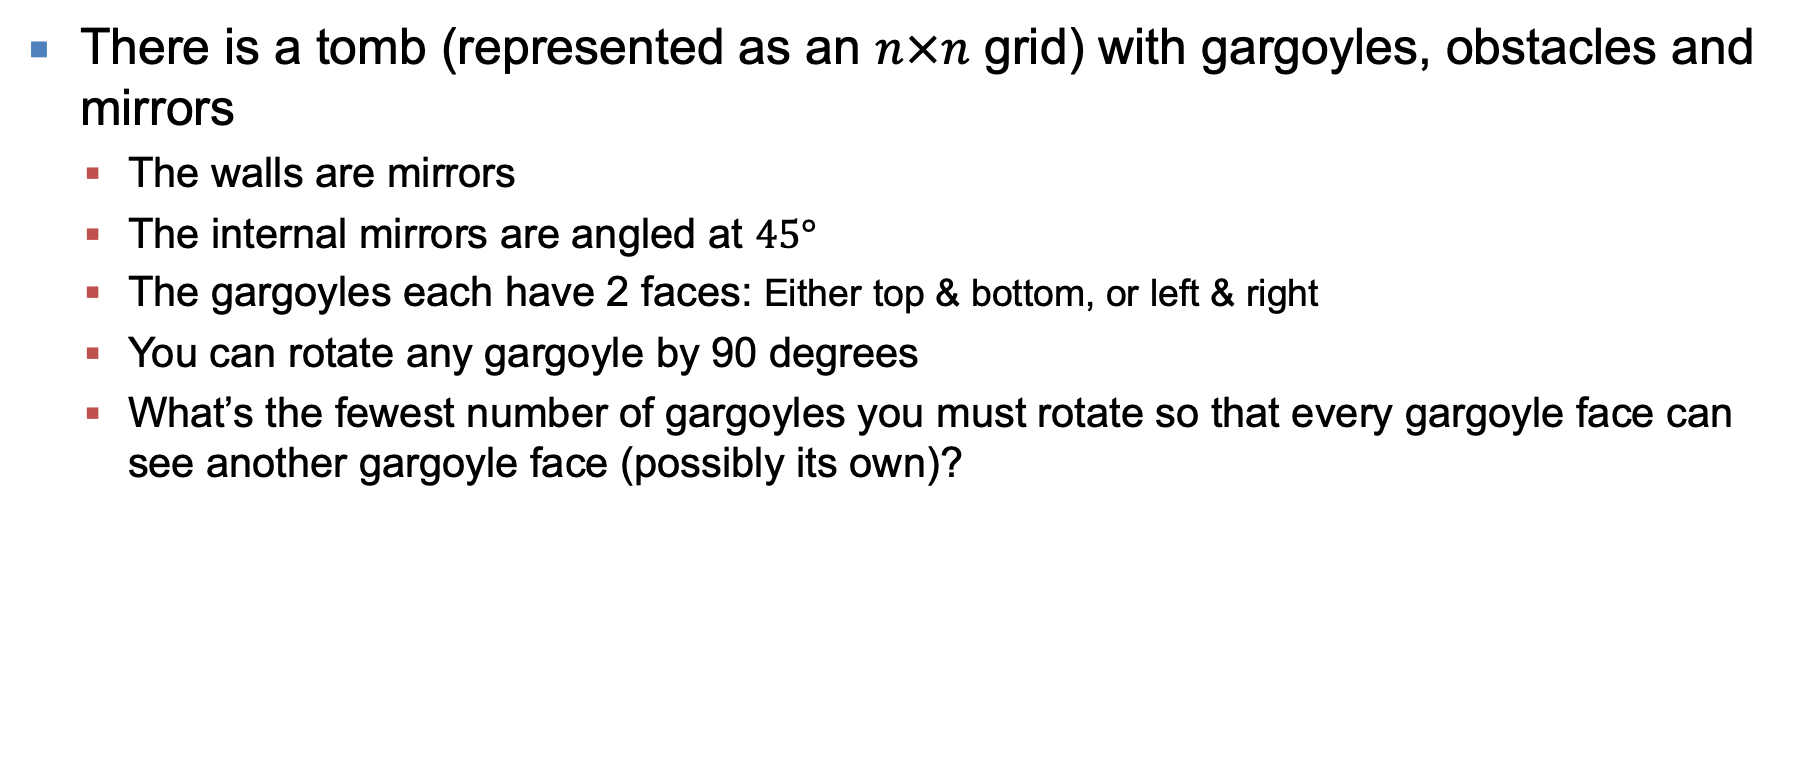 ▪ There is a tomb (represented as an 𝑛×𝑛 grid) with gargoyles, obstacles and
mirrors
▪ The walls are mirrors
▪ The internal mirrors are angled at 45°
▪ The gargoyles each have 2 faces: Either top & bottom, or left & right
▪ You can rotate any gargoyle by 90 degrees
▪ What’s the fewest number of gargoyles you must rotate so that every gargoyle face can
see another gargoyle face (possibly its own)?